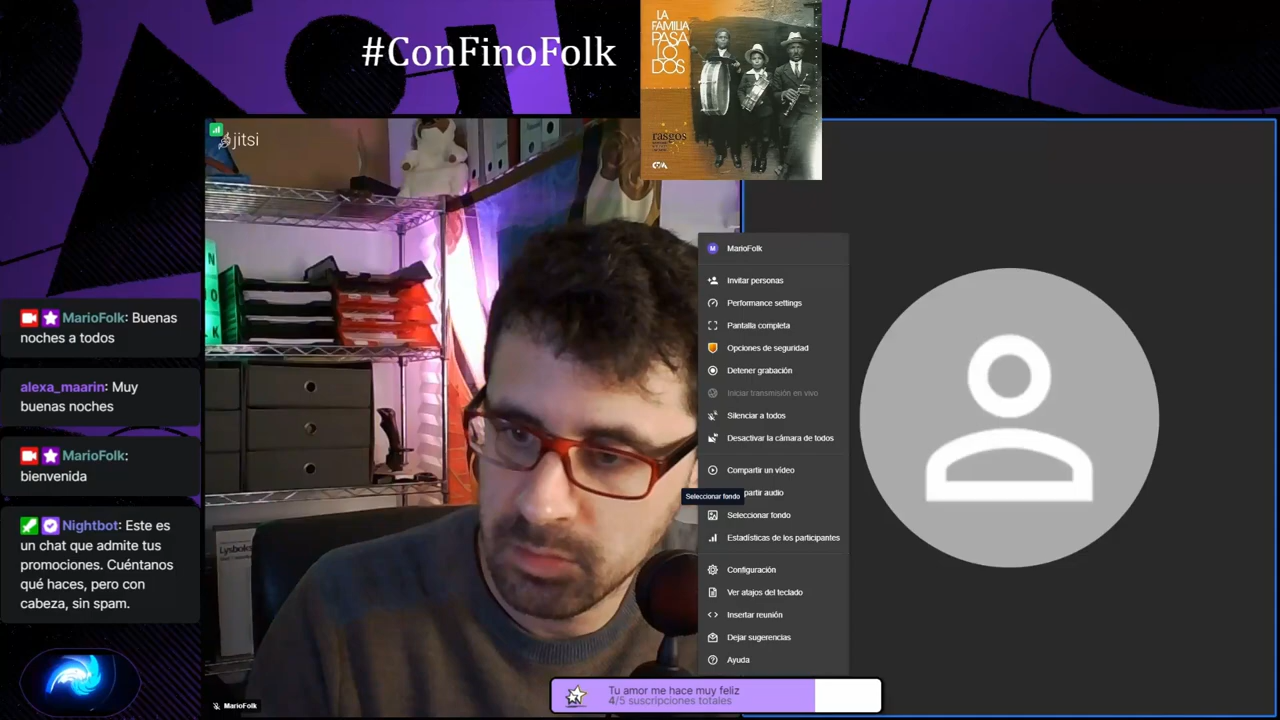 #ConFinoFolk
LA
FAMILIA
PASA
LO
DOS
rasgos
jitsi
MarioFolk: Buenas
noches a todos
alexa_maarin: Muy
buenas noches
MarioFolk:
bienvenida
Nightbot: Este es
un chat que admite tus
promociones. Cuéntanos
qué haces, pero con
cabeza, sin spam.
M MarioFolk
Invitar personas
Performance settings
Pantalla completa
Opciones de seguridad
Detener grabación
Iniciar transmisión en vivo
Silenciar a todos
Desactivar la cámara de todos
Compartir un vídeo
partir audio
Seleccionar fondo
Seleccionar fondo
Estadísticas de los participantes
Configuración
Ver atajos del teclado
Insertar reunión
Dejar sugerencias
Ayuda
MarioFolk
Tu amor me hace muy feliz
4/5 suscripciones totales